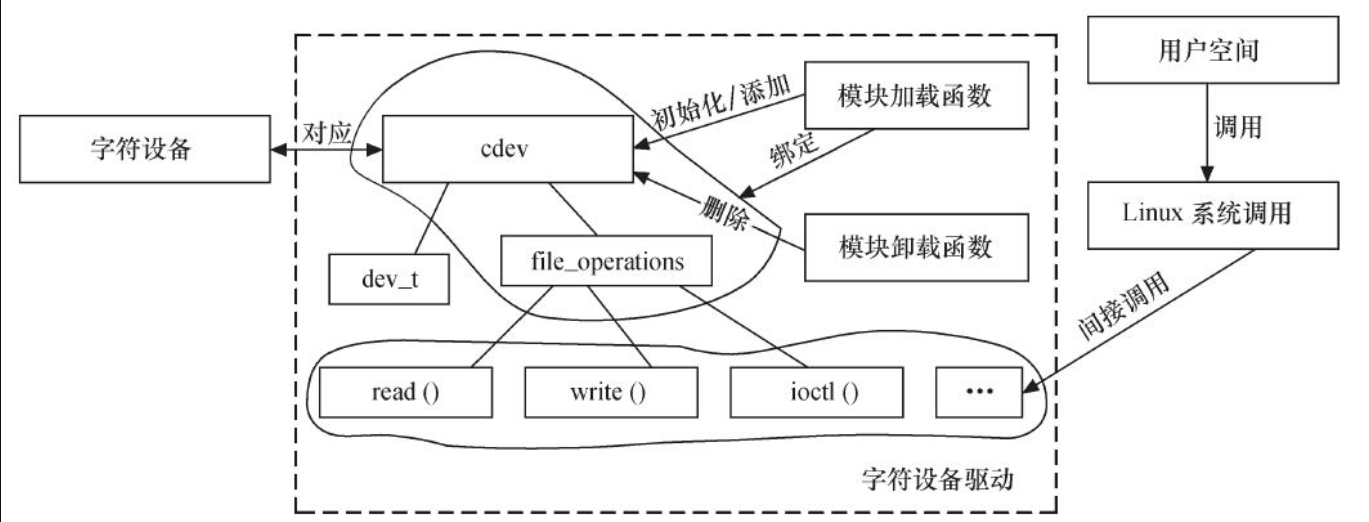 用户空间
模块加载函数
初始化/添加
调用
字符设备
对应
cdev
绑定
删除
Linux 系统调用
模块卸载函数
dev_t
file_operations
间接调用
read ()
write ()
ioctl ()
…
字符设备驱动